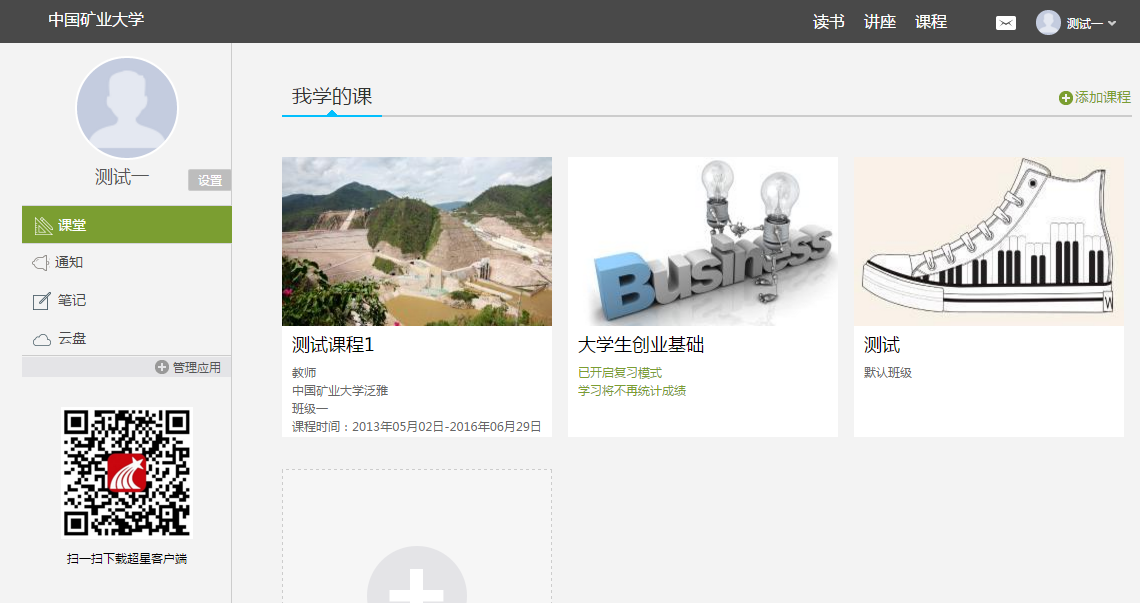 中国矿业大学
读书 讲座 课程
测试一
测试一
设置
课堂
通知
笔记
云盘
管理应用
扫一扫下载超星客户端
我学的课
添加课程
测试课程1
教师
中国矿业大学泛雅
班级一
课程时间：2013年05月02日-2016年06月29日
Business
大学生创业基础
已开启复习模式
学习将不再统计成绩
W
测试
默认班级